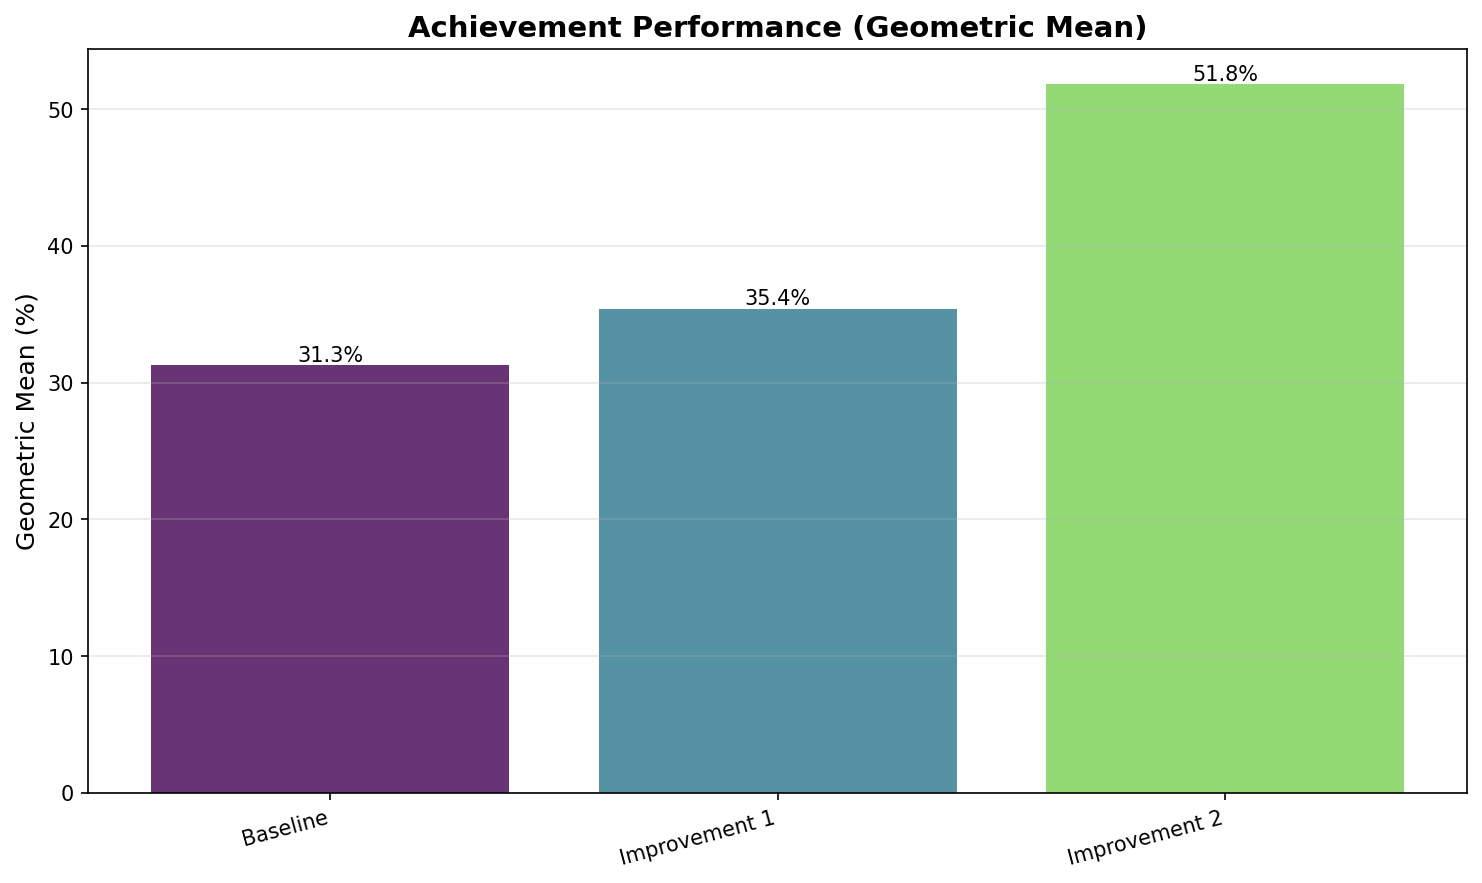 Achievement Performance (Geometric Mean)
Geometric Mean (%)
50
40
30
20
10
0
31.3%
35.4%
51.8%
Baseline
Improvement 1
Improvement 2